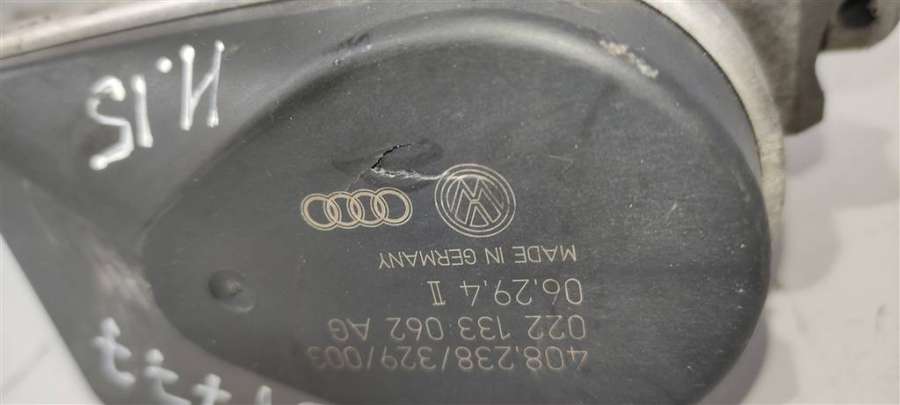 408.238/329/003
022 133 062 AG
06.29.4 II
MADE IN GERMANY